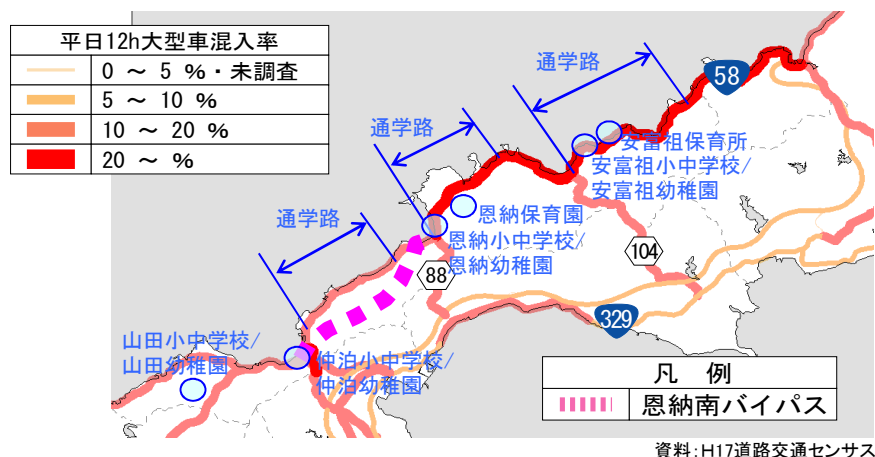 平日12h大型車混入率
0 ～ 5 %・未調査
5 ～ 10 %
10 ～ 20 %
20 ～ %
通学路
58
通学路
安富祖保育所
安富祖小中学校/
安富祖幼稚園
通学路
恩納保育園
恩納小中学校/
恩納幼稚園
88
104
329
山田小中学校/
山田幼稚園
仲泊小中学校/
仲泊幼稚園
凡 例
恩納南バイパス
資料:H17道路交通センサス